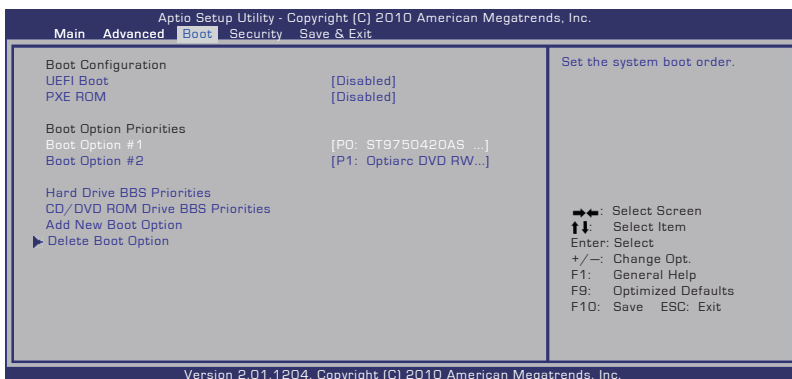 Aptio Setup Utility - Copyright (C) 2010 American Megatrends, Inc.
Main Advanced Boot Security Save & Exit
Boot Configuration
UEFI Boot [Disabled]
PXE ROM [Disabled]
Boot Option Priorities
Boot Option #1 [P0: ST9750420AS ...]
Boot Option #2 [P1: Optiarc DVD RW...]
Hard Drive BBS Priorities
CD/DVD ROM Drive BBS Priorities
Add New Boot Option
Delete Boot Option
Set the system boot order.
→←: Select Screen
↑↓: Select Item
Enter: Select
+/—: Change Opt.
F1: General Help
F9: Optimized Defaults
F10: Save ESC: Exit
Version 2.01.1204. Copyright (C) 2010 American Megatrends, Inc.